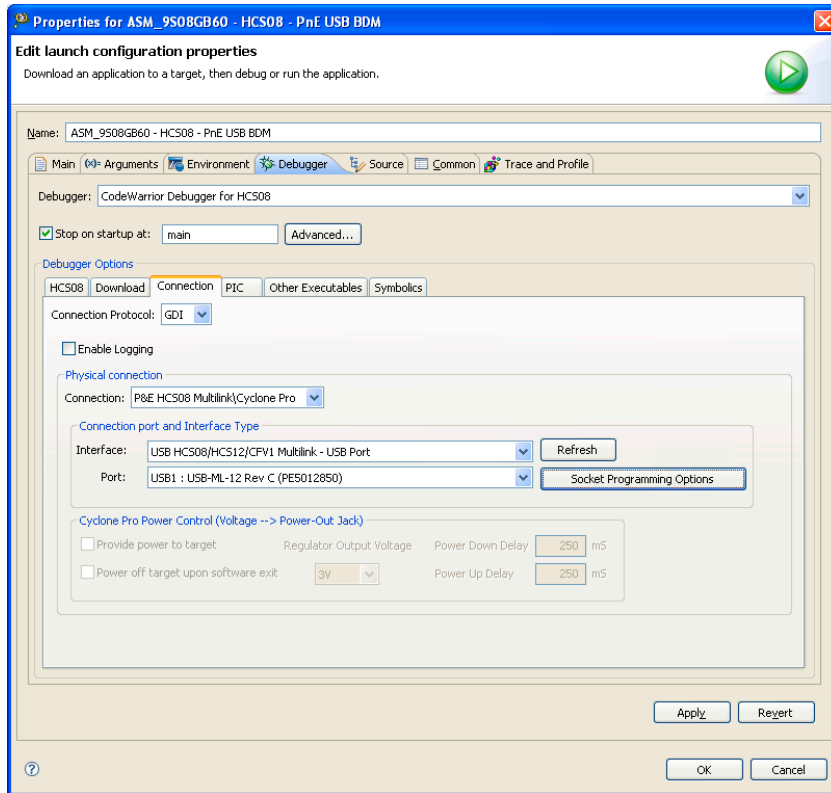 Properties for ASM_9S08GB60 - HCS08 - PnE USB BDM
Edit launch configuration properties
Download an application to a target, then debug or run the application.
Name: ASM_9S08GB60 - HCS08 - PnE USB BDM
Main (x)= Arguments Environment Debugger Source Common Trace and Profile
Debugger: CodeWarrior Debugger for HCS08
Stop on startup at: main Advanced...
Debugger Options
HCS08 Download Connection PIC Other Executables Symbolics
Connection Protocol: GDI
Enable Logging
Physical connection
Connection: P&E HCS08 Multilink\Cyclone Pro
Connection port and Interface Type
Interface: USB HCS08/HCS12/CFV1 Multilink - USB Port Refresh
Port: USB1 : USB-ML-12 Rev C (PE5012850) Socket Programming Options
Cyclone Pro Power Control (Voltage --> Power-Out Jack)
Provide power to target Regulator Output Voltage Power Down Delay 250 mS
Power off target upon software exit 3V Power Up Delay 250 mS
Apply Revert
? OK Cancel